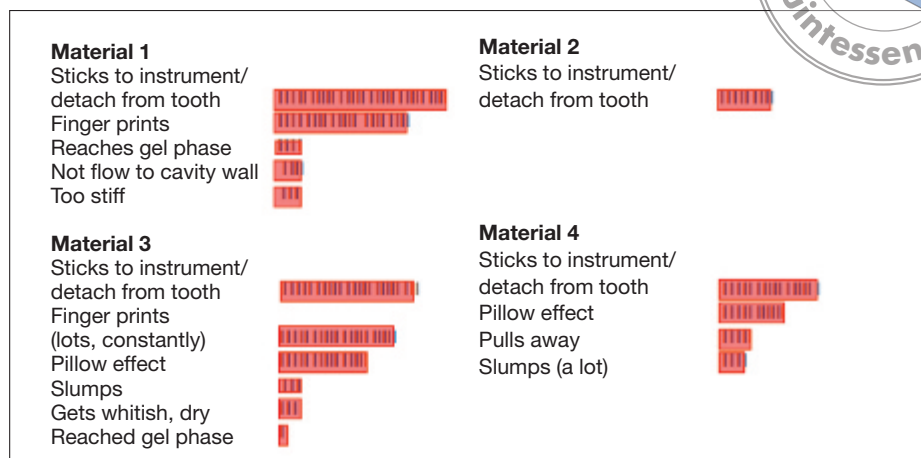 Material 1
Sticks to instrument/
detach from tooth
Finger prints
Reaches gel phase
Not flow to cavity wall
Too stiff
Material 2
Sticks to instrument/
detach from tooth
Material 3
Sticks to instrument/
detach from tooth
Finger prints
(lots, constantly)
Pillow effect
Slumps
Gets whitish, dry
Reached gel phase
Material 4
Sticks to instrument/
detach from tooth
Pillow effect
Pulls away
Slumps (a lot)